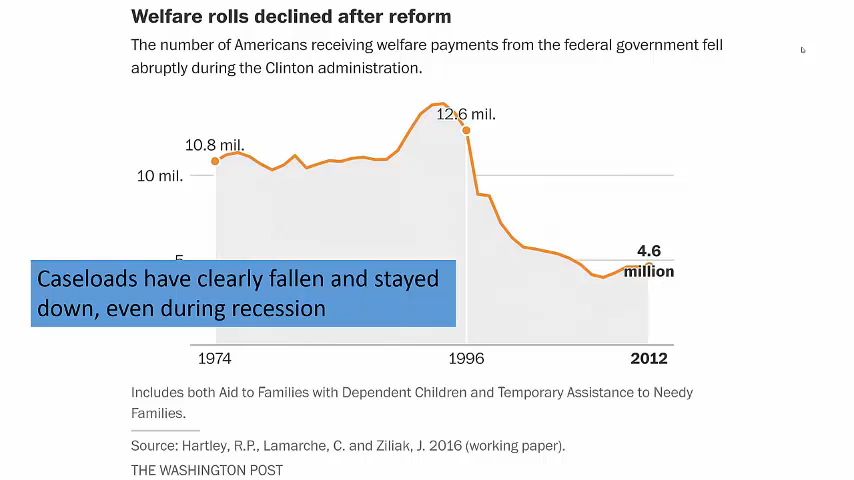 Welfare rolls declined after reform
The number of Americans receiving welfare payments from the federal government fell
abruptly during the Clinton administration.
12.6 mil.
10.8 mil.
10 mil.
4.6
million
Caseloads have clearly fallen and stayed
down, even during recession
1974
1996
2012
Includes both Aid to Families with Dependent Children and Temporary Assistance to Needy
Families.
Source: Hartley, R.P., Lamarche, C. and Ziliak, J. 2016 (working paper).
THE WASHINGTON POST